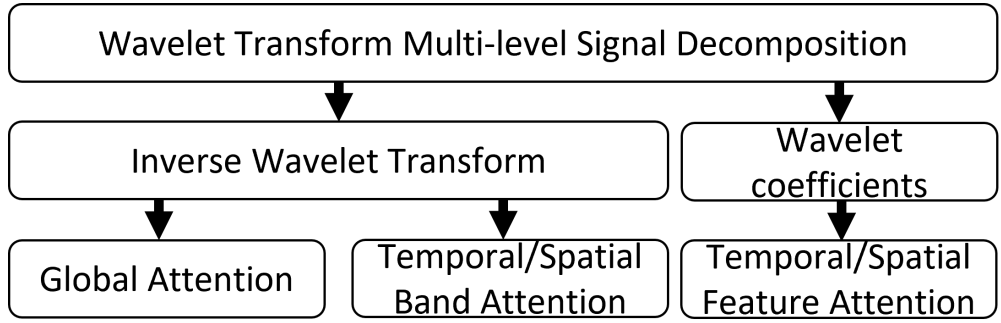 Wavelet Transform Multi-level Signal Decomposition
Inverse Wavelet Transform
Wavelet
coefficients
Global Attention
Temporal/Spatial
Band Attention
Temporal/Spatial
Feature Attention